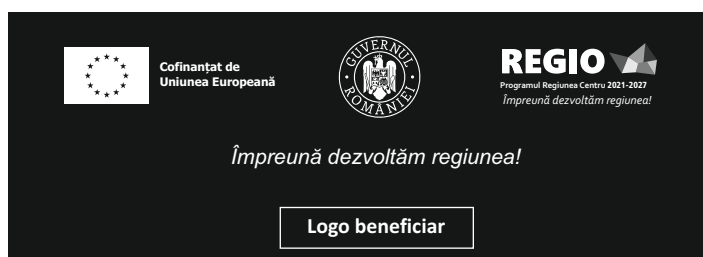 Cofinanțat de
Uniunea Europeană
GUVERNUL
ROMÂNIEI
REGIO
Programul Regiunea Centru 2021-2027
Împreună dezvoltăm regiunea!
Împreună dezvoltăm regiunea!
Logo beneficiar